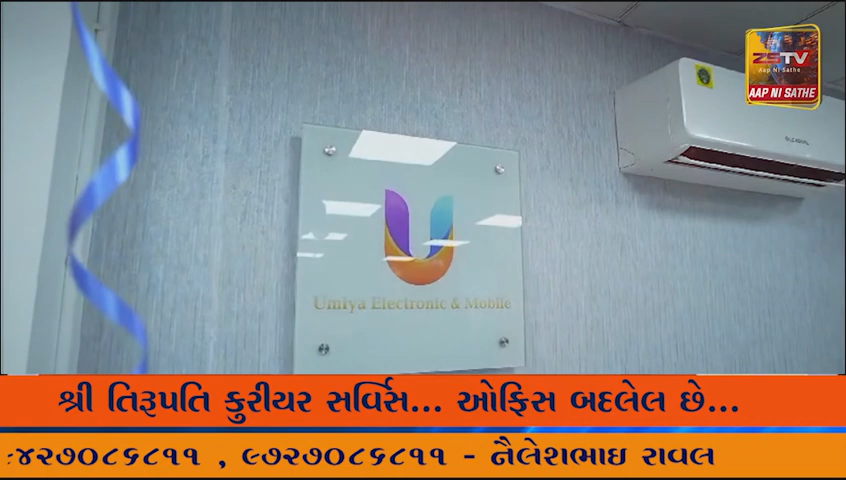 ZSTV
Aap Ni Sathe
AAP NI SATHE
Umiya Electronic & Mobile
શ્રી તિરૂપતિ કુરીયર સર્વિસ... ઓફિસ બદલેલ છે...
૪૨૭૦૮૬૮૧૧ , ૯૭૨૭૦૮૬૮૧૧ - નૈલેશભાઇ રાવલ